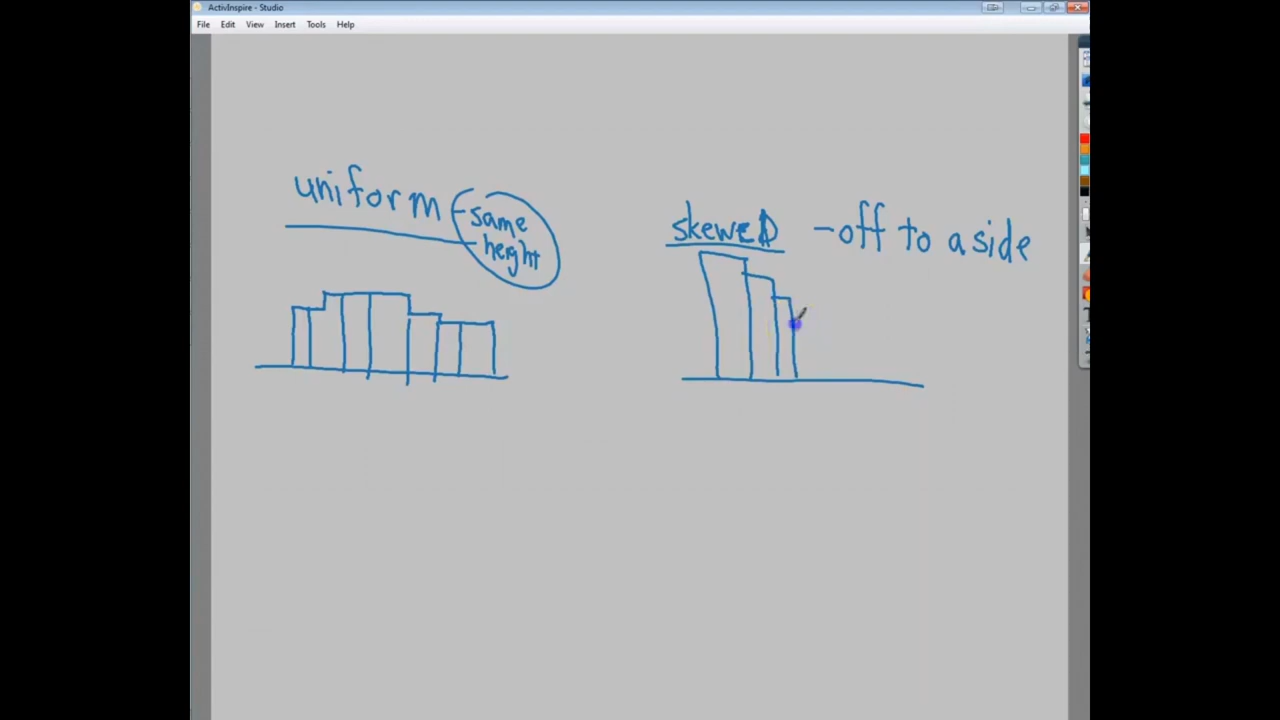 ActivInspire - Studio
File Edit View Insert Tools Help
uniform - same
height
skewed - off to a side